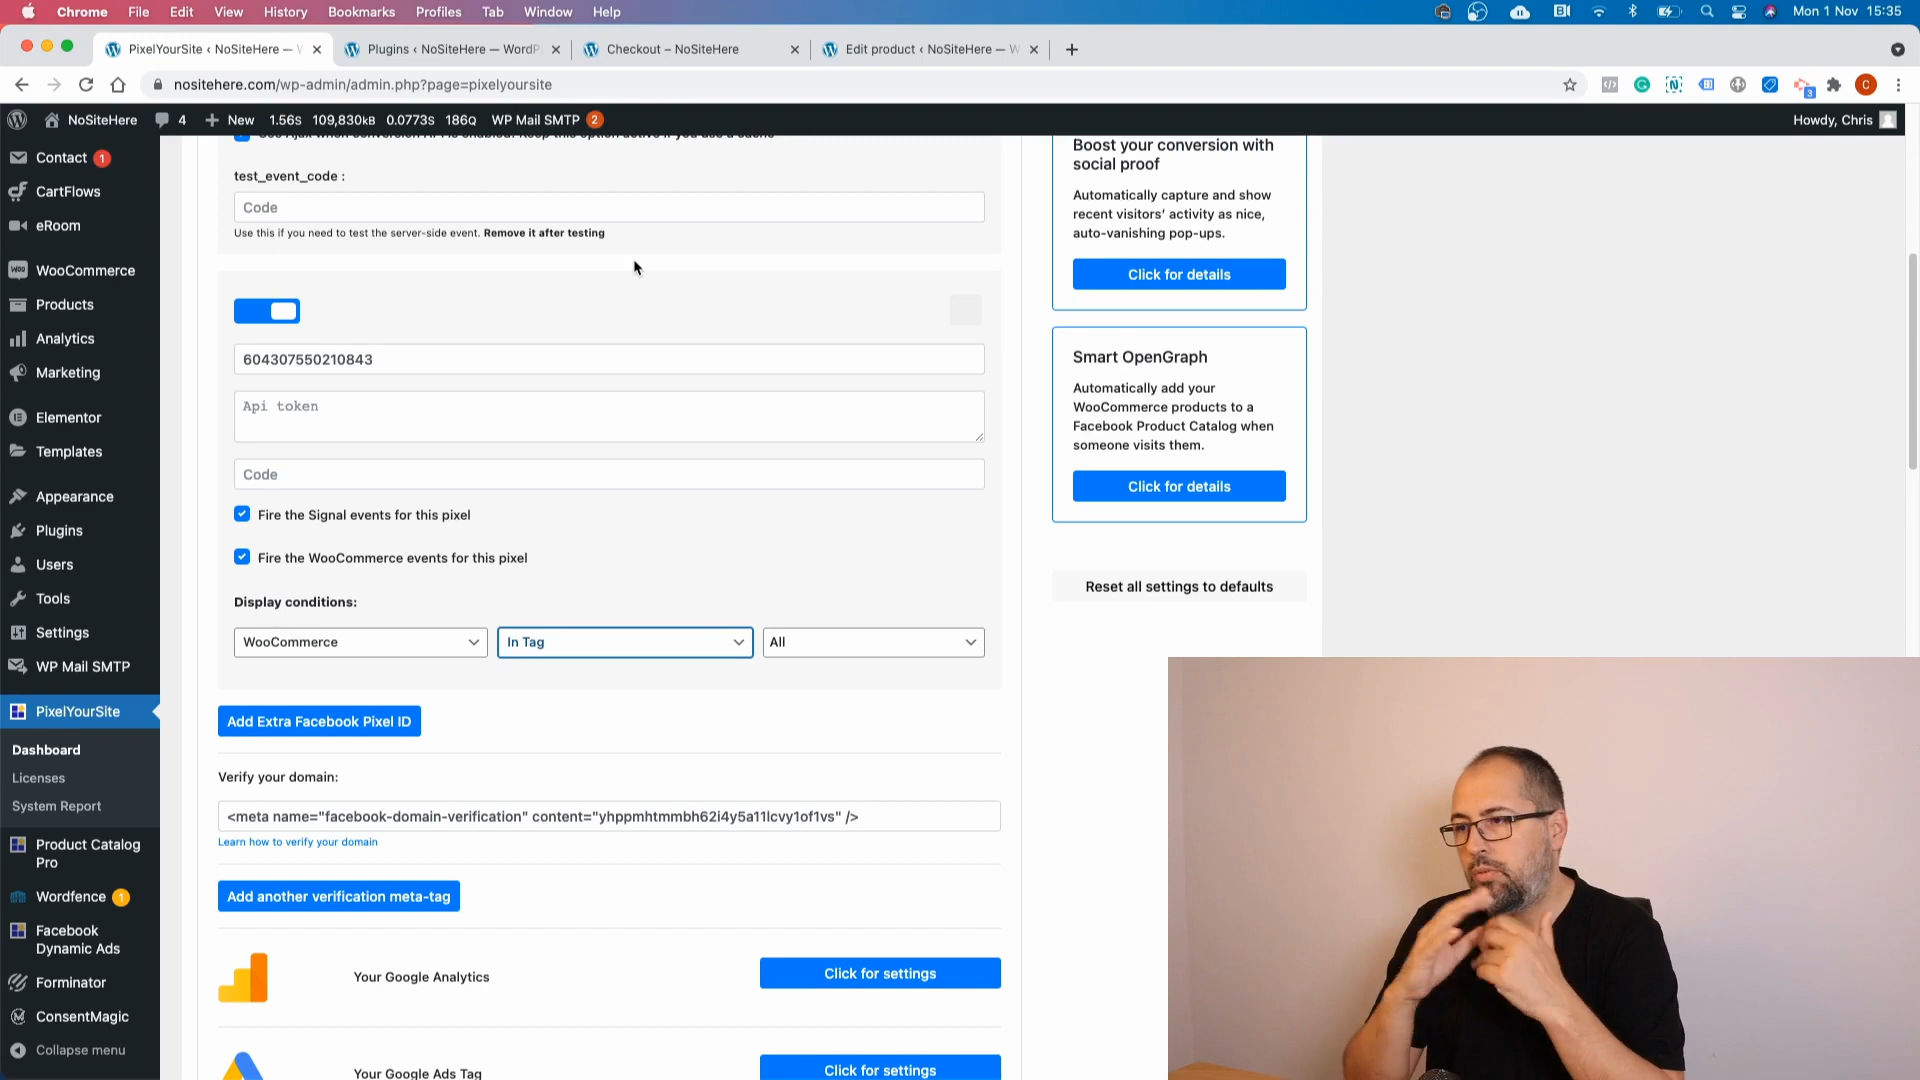 Chrome File Edit View History Bookmarks Profiles Tab Window Help
Mon 1 Nov 15:35
PixelYourSite ‹ NoSiteHere — W
Plugins ‹ NoSiteHere — WordP
Checkout – NoSiteHere
Edit product ‹ NoSiteHere — W
nositehere.com/wp-admin/admin.php?page=pixelyoursite
3
NoSiteHere 4 New 1.56S 109,830KB 0.0773S 186Q WP Mail SMTP 2
Howdy, Chris
Contact 1
CartFlows
eRoom
WooCommerce
Products
Analytics
Marketing
Elementor
Templates
Appearance
Plugins
Users
Tools
Settings
WP Mail SMTP
PixelYourSite
Dashboard
Licenses
System Report
Product Catalog
Pro
Wordfence 1
Facebook
Dynamic Ads
Forminator
ConsentMagic
Collapse menu
test_event_code :
Code
Use this if you need to test the server-side event. Remove it after testing
604307550210843
Api token
Code
Fire the Signal events for this pixel
Fire the WooCommerce events for this pixel
Display conditions:
WooCommerce
In Tag
All
Add Extra Facebook Pixel ID
Verify your domain:
<meta name="facebook-domain-verification" content="yhppmhtmmbh62i4y5a11lcvy1of1vs" />
Learn how to verify your domain
Add another verification meta-tag
Your Google Analytics
Click for settings
Your Google Ads Tag
Click for settings
Boost your conversion with
social proof
Automatically capture and show
recent visitors’ activity as nice,
auto-vanishing pop-ups.
Click for details
Smart OpenGraph
Automatically add your
WooCommerce products to a
Facebook Product Catalog when
someone visits them.
Click for details
Reset all settings to defaults